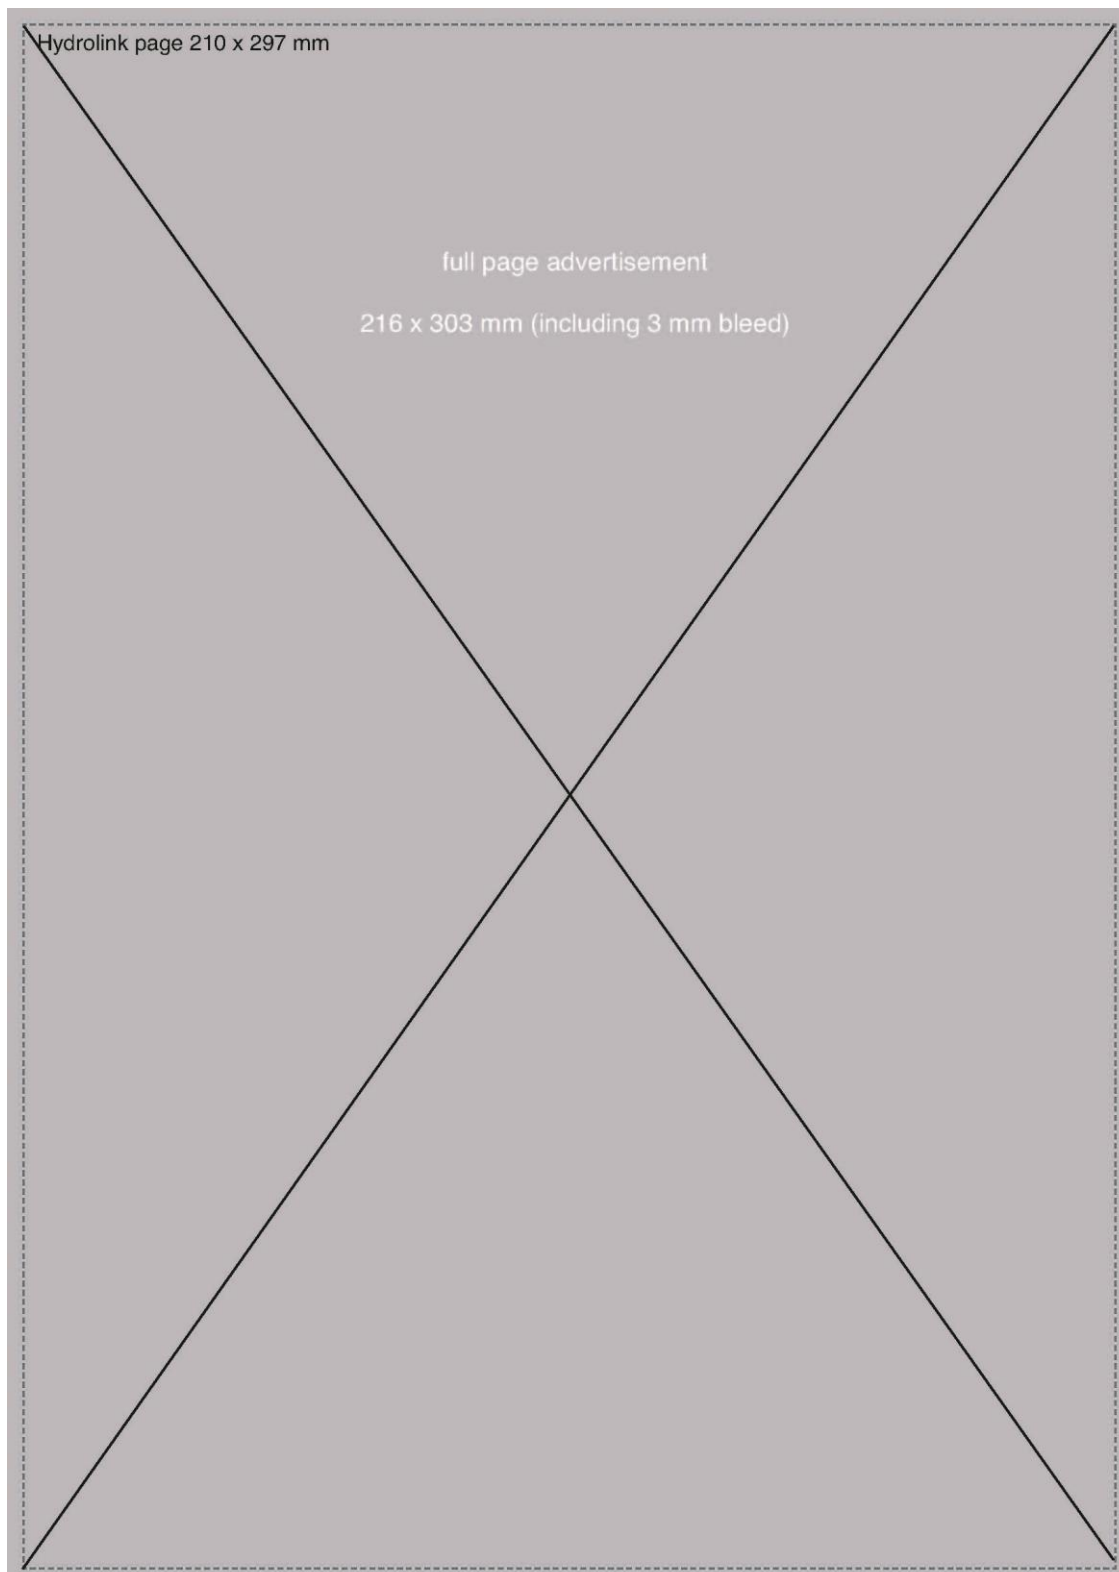 Hydrolink page 210 x 297 mm
full page advertisement
216 x 303 mm (including 3 mm bleed)